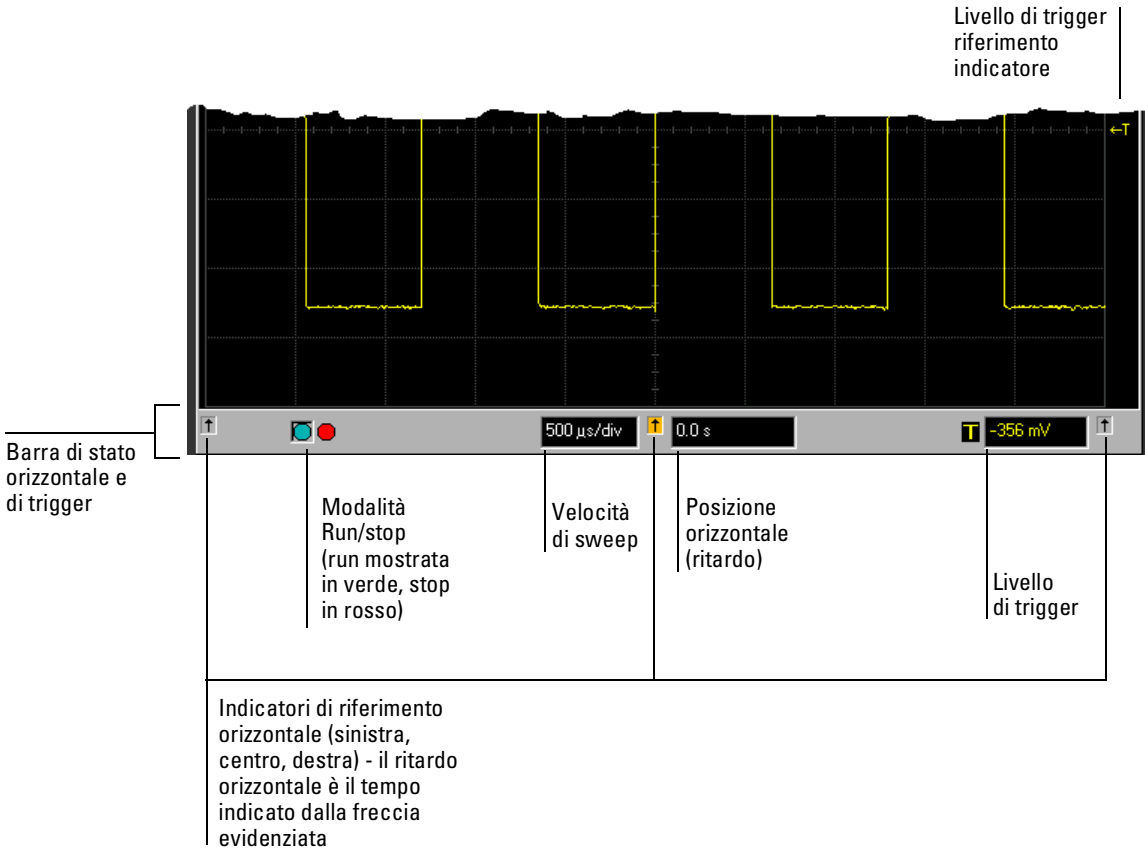 Livello di trigger
riferimento
indicatore
←T
500 µs/div
0.0 s
T
-356 mV
Barra di stato
orizzontale e
di trigger
Modalità
Run/stop
(run mostrata
in verde, stop
in rosso)
Velocità
di sweep
Posizione
orizzontale
(ritardo)
Livello
di trigger
Indicatori di riferimento
orizzontale (sinistra,
centro, destra) - il ritardo
orizzontale è il tempo
indicato dalla freccia
evidenziata